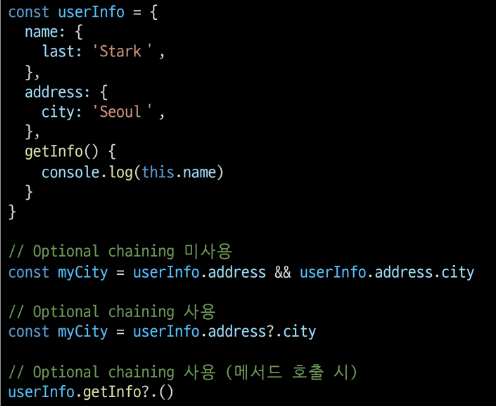 const userInfo = {
  name: {
    last: 'Stark',
  },
  address: {
    city: 'Seoul',
  },
  getInfo() {
    console.log(this.name)
  }
}
// Optional chaining 미사용
const myCity = userInfo.address && userInfo.address.city
// Optional chaining 사용
const myCity = userInfo.address?.city
// Optional chaining 사용 (메서드 호출 시)
userInfo.getInfo?.()